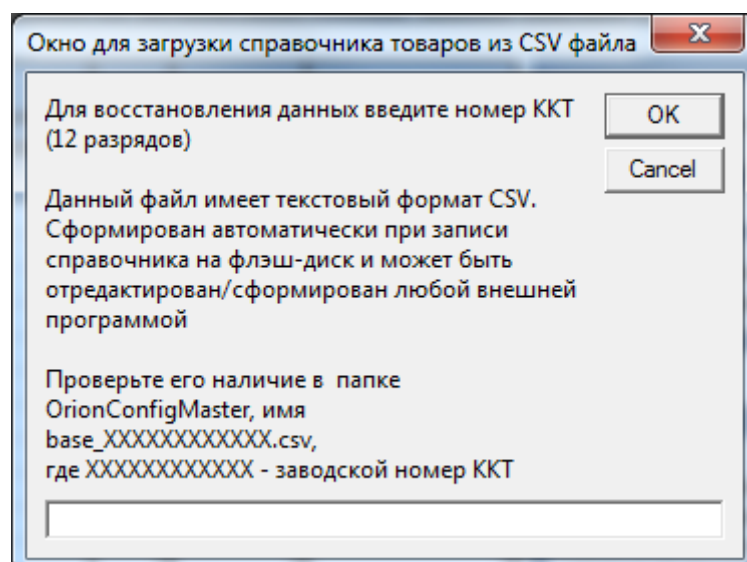 Окно для загрузки справочника товаров из CSV файла
Для восстановления данных введите номер ККТ
(12 разрядов)
OK
Cancel
Данный файл имеет текстовый формат CSV.
Сформирован автоматически при записи
справочника на флэш-диск и может быть
отредактирован/сформирован любой внешней
программой
Проверьте его наличие в  папке
OrionConfigMaster, имя
base_XXXXXXXXXXXX.csv,
где XXXXXXXXXXXX - заводской номер ККТ